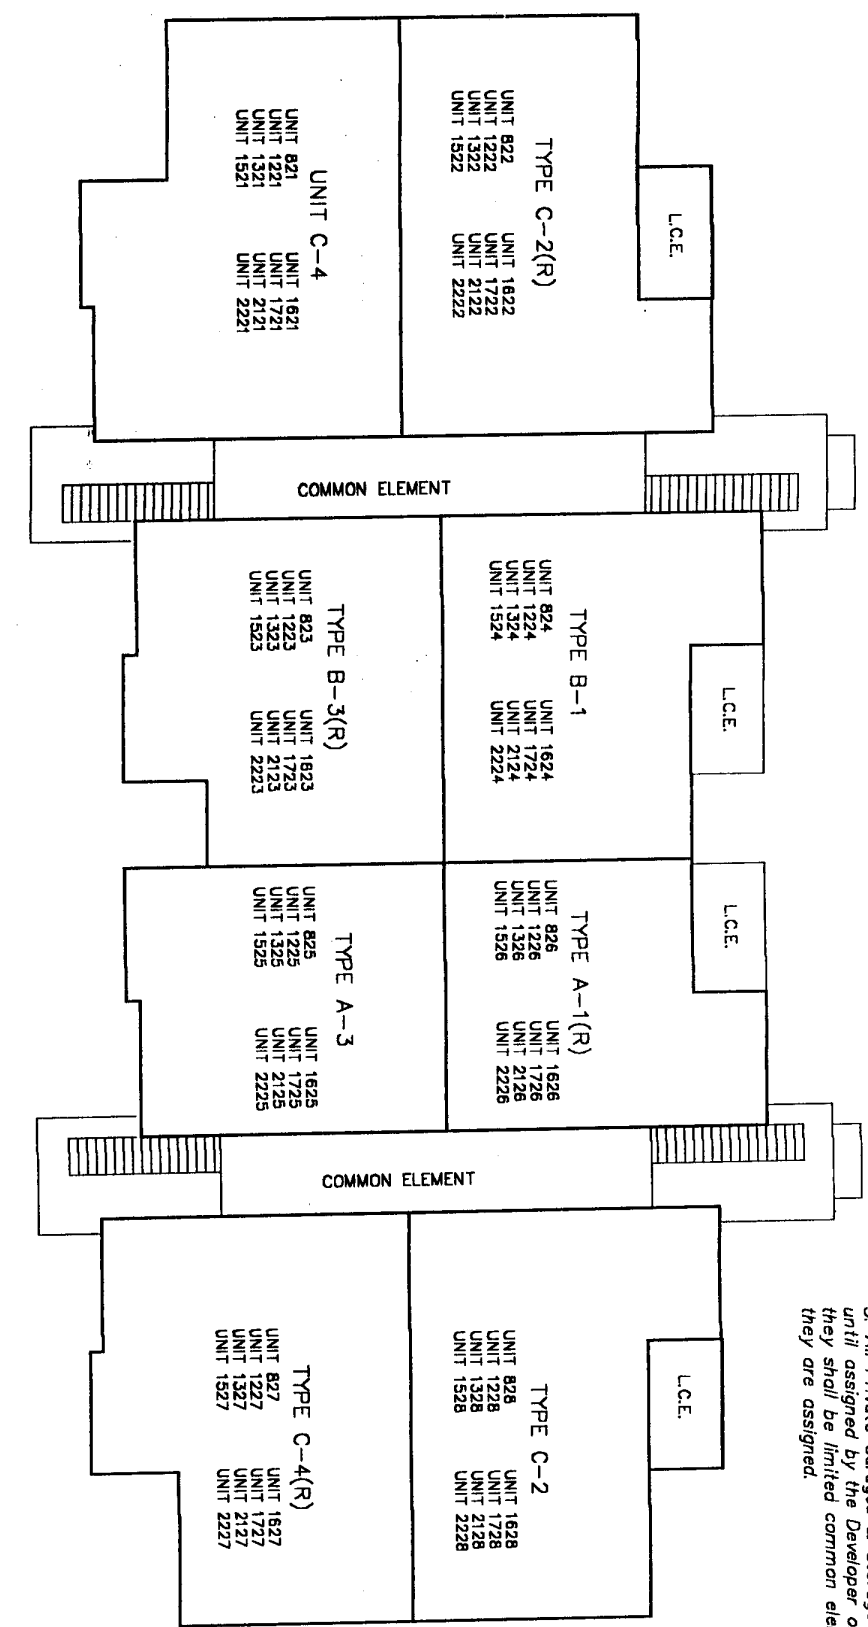 until assigned by the Developer o
they shall be limited common ele
they are assigned.
L.C.E.
L.C.E.
L.C.E.
L.C.E.
TYPE C-2(R)
UNIT 822 UNIT 1622
UNIT 1222 UNIT 1722
UNIT 1322 UNIT 2122
UNIT 1522 UNIT 2222
UNIT C-4
UNIT 821 UNIT 1621
UNIT 1221 UNIT 1721
UNIT 1321 UNIT 2121
UNIT 1521 UNIT 2221
COMMON ELEMENT
TYPE B-1
UNIT 824 UNIT 1624
UNIT 1224 UNIT 1724
UNIT 1324 UNIT 2124
UNIT 1524 UNIT 2224
TYPE B-3(R)
UNIT 823 UNIT 1623
UNIT 1223 UNIT 1723
UNIT 1323 UNIT 2123
UNIT 1523 UNIT 2223
TYPE A-1(R)
UNIT 826 UNIT 1626
UNIT 1226 UNIT 1726
UNIT 1326 UNIT 2126
UNIT 1526 UNIT 2226
TYPE A-3
UNIT 825 UNIT 1625
UNIT 1225 UNIT 1725
UNIT 1325 UNIT 2125
UNIT 1525 UNIT 2225
COMMON ELEMENT
TYPE C-2
UNIT 828 UNIT 1628
UNIT 1228 UNIT 1728
UNIT 1328 UNIT 2128
UNIT 1528 UNIT 2228
TYPE C-4(R)
UNIT 827 UNIT 1627
UNIT 1227 UNIT 1727
UNIT 1327 UNIT 2127
UNIT 1527 UNIT 2227